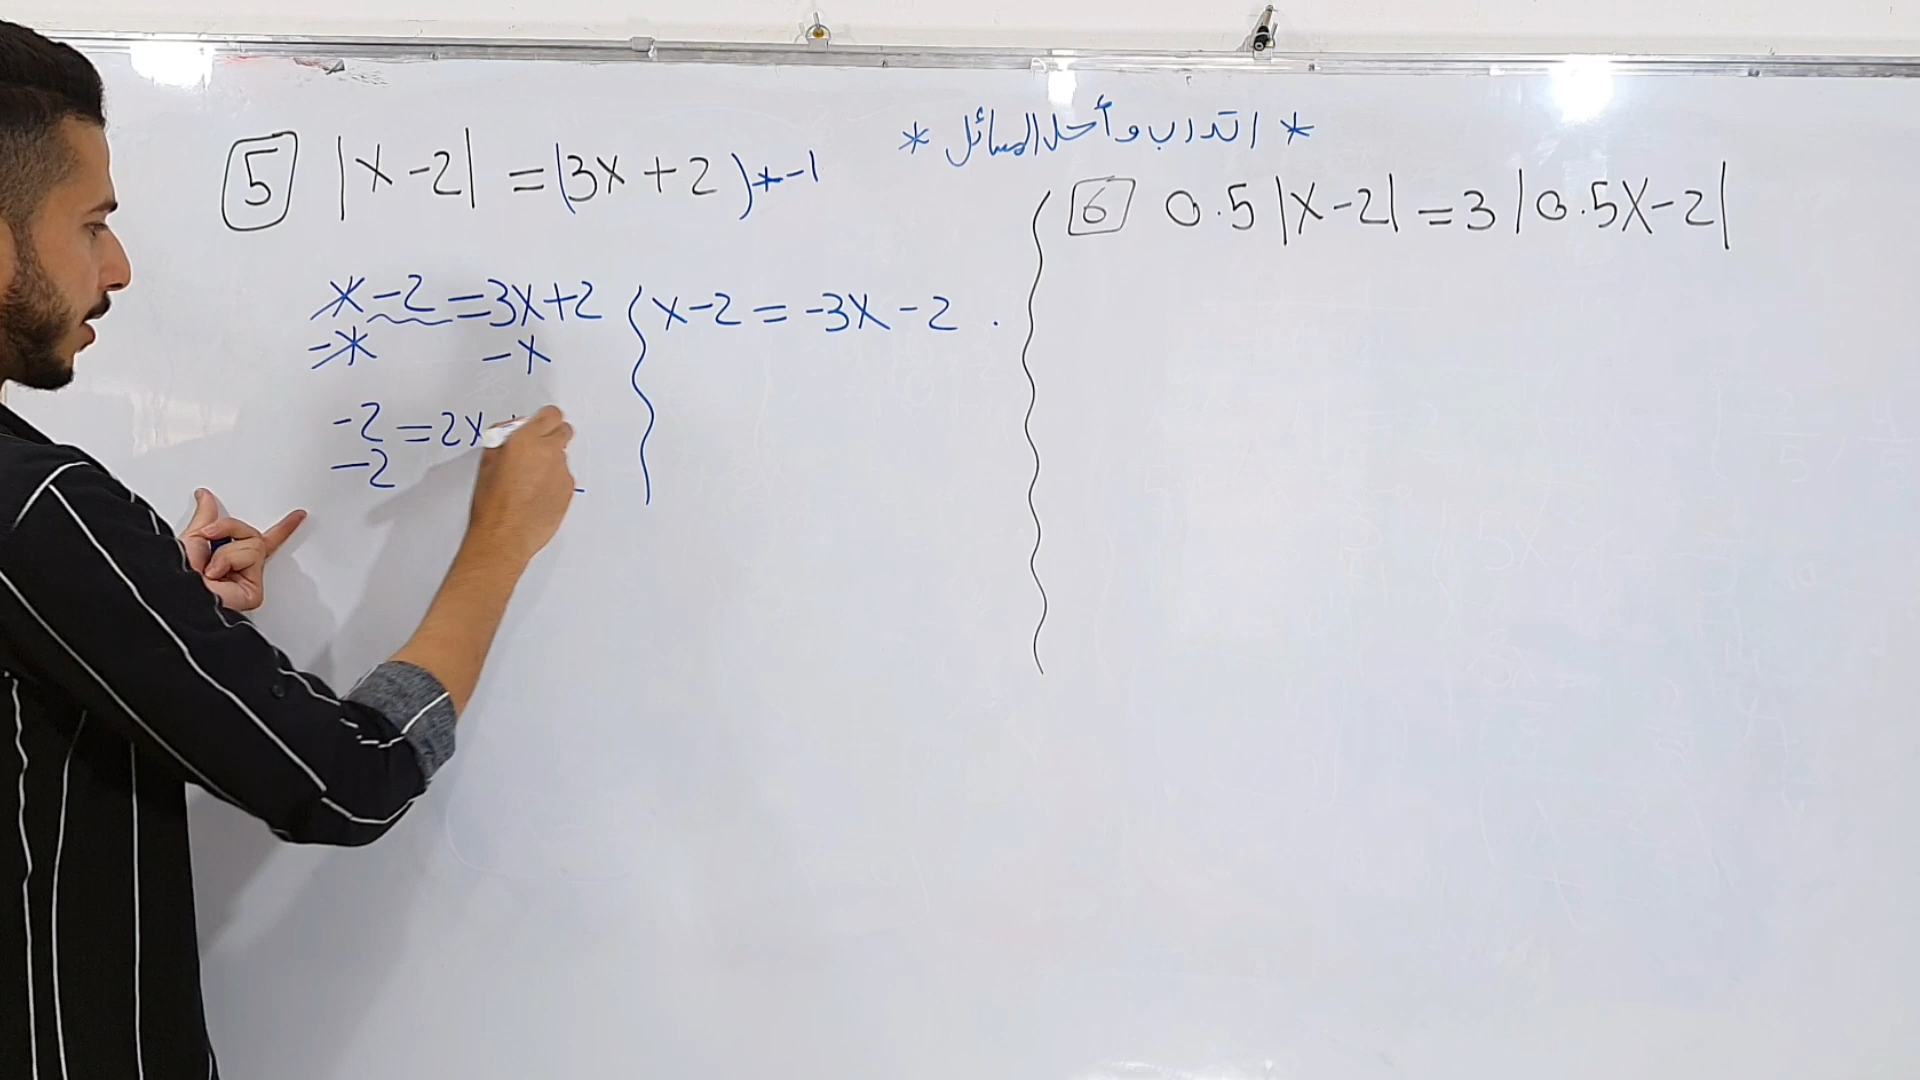 * اتدرب وأحل المسائل *
5 |x-2| = (3x+2)*-1
x-2 = 3x+2
-x -x
-2 = 2x
-2
x-2 = -3x-2
6 0.5|x-2| = 3|0.5x-2|